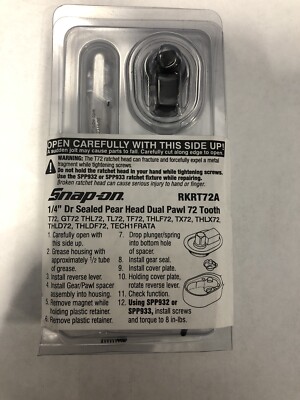 OPEN CAREFULLY WITH THIS SIDE UP!
A sudden jolt may cause parts to fall. Carefully cut along edge to open.
WARNING: The T72 ratchet head can fracture and forcefully expel a metal
fragment while tightening screws.
Do not hold the ratchet head in your hand while tightening screws.
Use the SPP932 or SPP933 ratchet fixture while repairing.
Broken ratchet head can cause serious injury to hand or finger.
Snap-on RKRT72A
1/4" Dr Sealed Pear Head Dual Pawl 72 Tooth
T72, GT72 THL72, TL72, TF72, THLF72, TX72, THLX72,
THLD72, THLDF72, TECH1FRATA
1. Carefully open with
this side up.
2. Grease housing with
approximately 1/2 tube
of grease.
3. Install reverse lever.
4. Install Gear/Pawl spacer
assembly into housing.
5. Remove magnet while
holding plastic retainer.
6. Remove plastic retainer.
7. Drop plunger/spring
into bottom hole
of spacer.
8. Install gear seal.
9. Install cover plate.
10. Holding cover plate,
rotate reverse lever.
11. Check function.
12. Using SPP932 or
SPP933, install screws
and torque to 8 in-lbs.